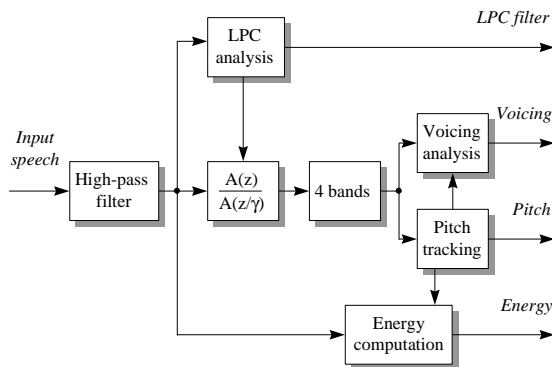 LPC
analysis
LPC filter
Input
speech
High-pass
filter
A(z)
A(z/γ)
4 bands
Voicing
analysis
Voicing
Pitch
tracking
Pitch
Energy
computation
Energy